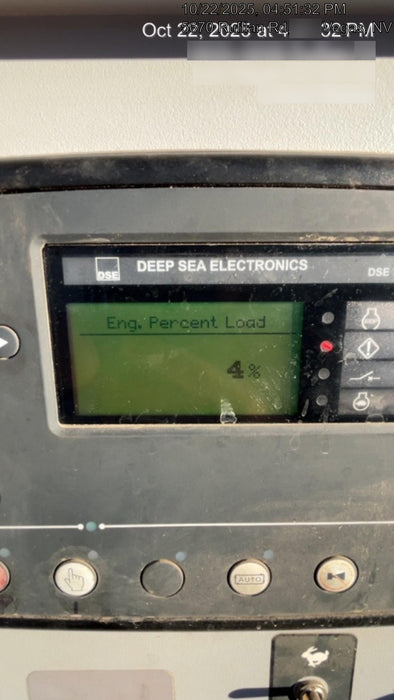 10.22.2025, 04:51:32 PM
Oct 22, 2025 at 4 32 PM
NV
DSE
DEEP SEA ELECTRONICS
DSE
Eng. Percent Load
4 %
AUTO